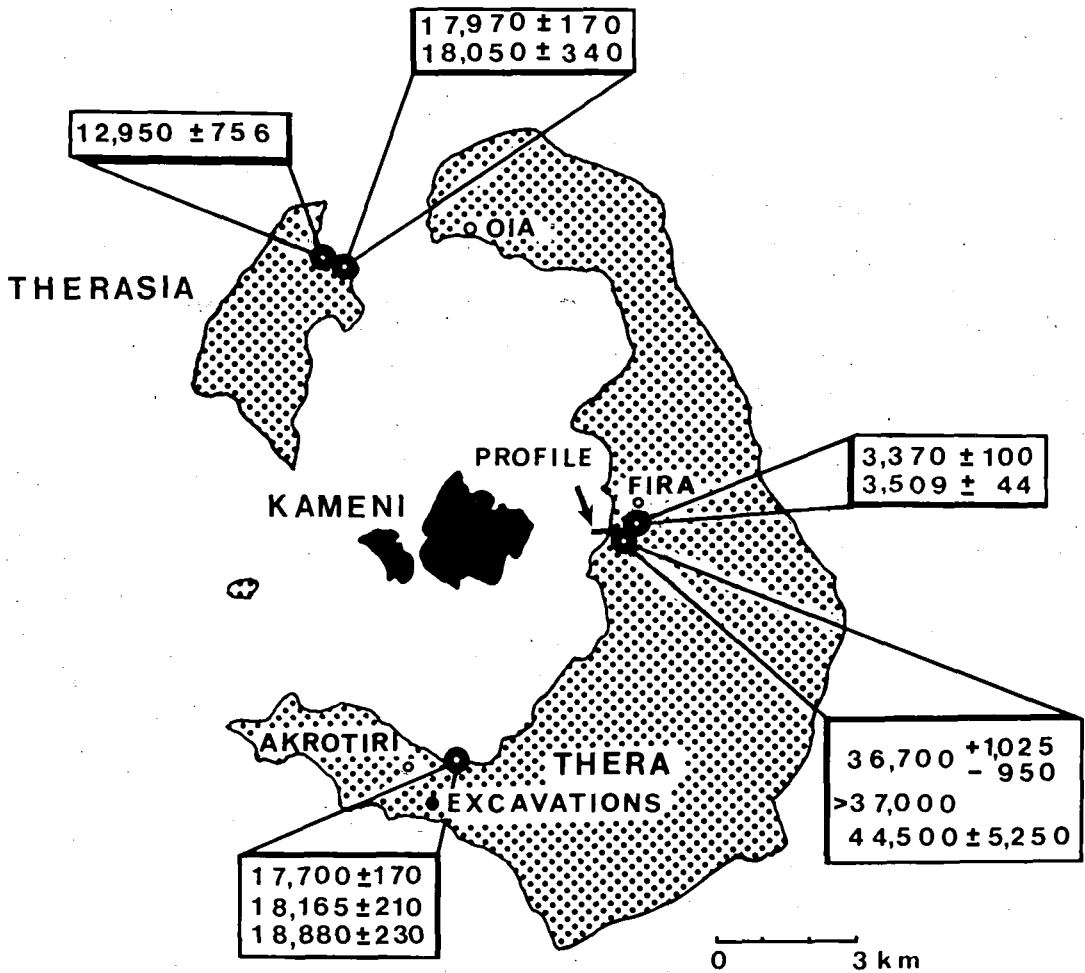 17,970 ± 170
18,050 ± 340
12,950 ± 756
OIA
THERASIA
PROFILE
FIRA
3,370 ± 100
3,509 ± 44
KAMENI
36,700 +1,025 - 950
>37,000
44,500 ± 5,250
AKROTIRI
THERA
EXCAVATIONS
17,700 ± 170
18,165 ± 210
18,880 ± 230
0 3 km